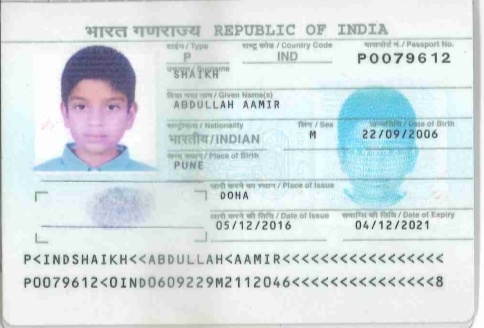 भारत गणराज्य REPUBLIC OF INDIA
टाईप / Type राष्ट्र कोड / Country Code पासपोर्ट नं. / Passport No.
P IND P0079612
उपनाम / Surname
SHAIKH
दिया गया नाम / Given Name(s)
ABDULLAH AAMIR
राष्ट्रीयता / Nationality लिंग / Sex जन्मतिथि / Date of Birth
भारतीय/INDIAN M 22/09/2006
जन्म स्थान / Place of Birth
PUNE
जारी करने का स्थान / Place of Issue
DOHA
जारी करने की तिथि / Date of Issue समाप्ति की तिथि / Date of Expiry
05/12/2016 04/12/2021
P<INDSHAIKH<<ABDULLAH<AAMIR<<<<<<<<<<<<<<<<<
P0079612<0IND0609229M2112046<<<<<<<<<<<<<<<8